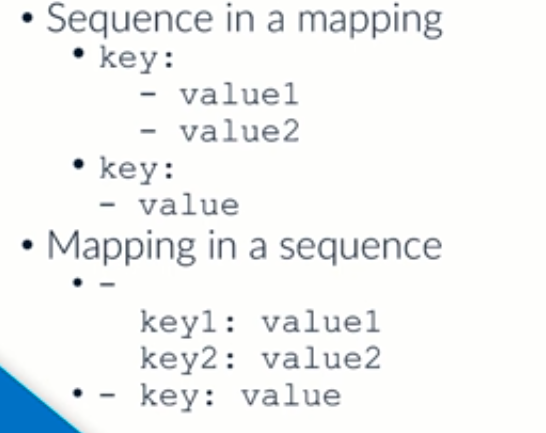 • Sequence in a mapping
• key:
- value1
- value2
• key:
- value
• Mapping in a sequence
• -
key1: value1
key2: value2
• - key: value